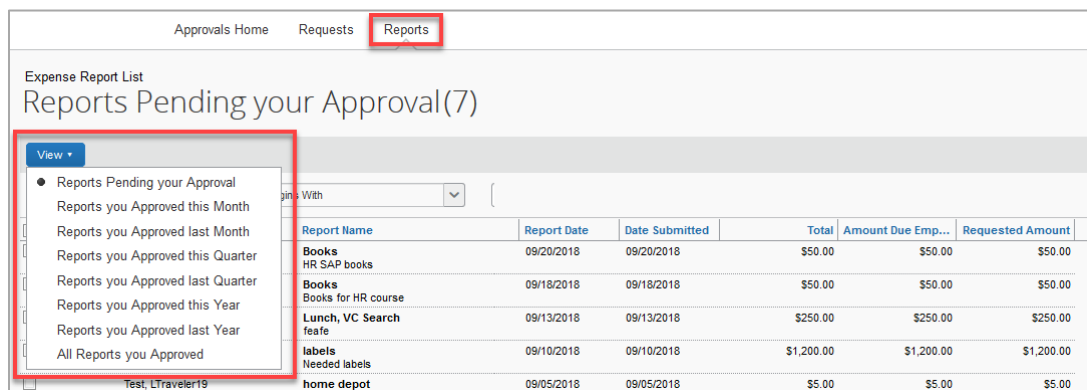 Approvals Home Requests Reports
Expense Report List
Reports Pending your Approval(7)
View
Reports Pending your Approval
Reports you Approved this Month
Reports you Approved last Month
Reports you Approved this Quarter
Reports you Approved last Quarter
Reports you Approved this Year
Reports you Approved last Year
All Reports you Approved
With
Report Name Report Date Date Submitted Total Amount Due Emp... Requested Amount
Books 09/20/2018 09/20/2018 $50.00 $50.00 $50.00
HR SAP books
Books 09/18/2018 09/18/2018 $50.00 $50.00 $50.00
Books for HR course
Lunch, VC Search 09/13/2018 09/13/2018 $250.00 $250.00 $250.00
feafe
labels 09/10/2018 09/10/2018 $1,200.00 $1,200.00 $1,200.00
Needed labels
Test, LTraveler19 home depot 09/05/2018 09/05/2018 $5.00 $5.00 $5.00